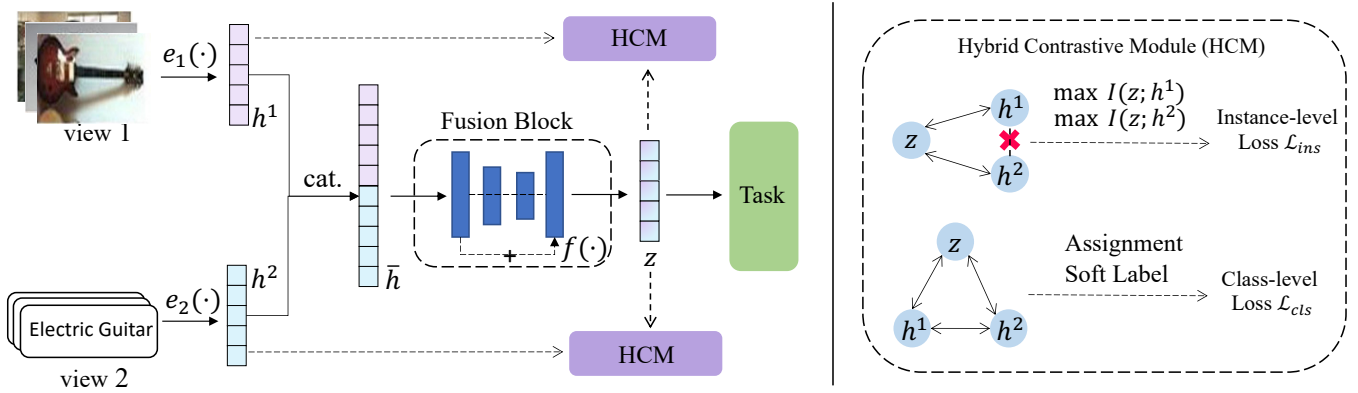 view 1
e₁(·)
h¹
HCM
cat.
h̄
Fusion Block
+
f(·)
z
Task
h²
e₂(·)
Electric Guitar
view 2
HCM
Hybrid Contrastive Module (HCM)
h¹
z
h²
max I(z; h¹)
max I(z; h²)
Instance-level
Loss ℒ_ins
z
h¹
h²
Assignment
Soft Label
Class-level
Loss ℒ_cls